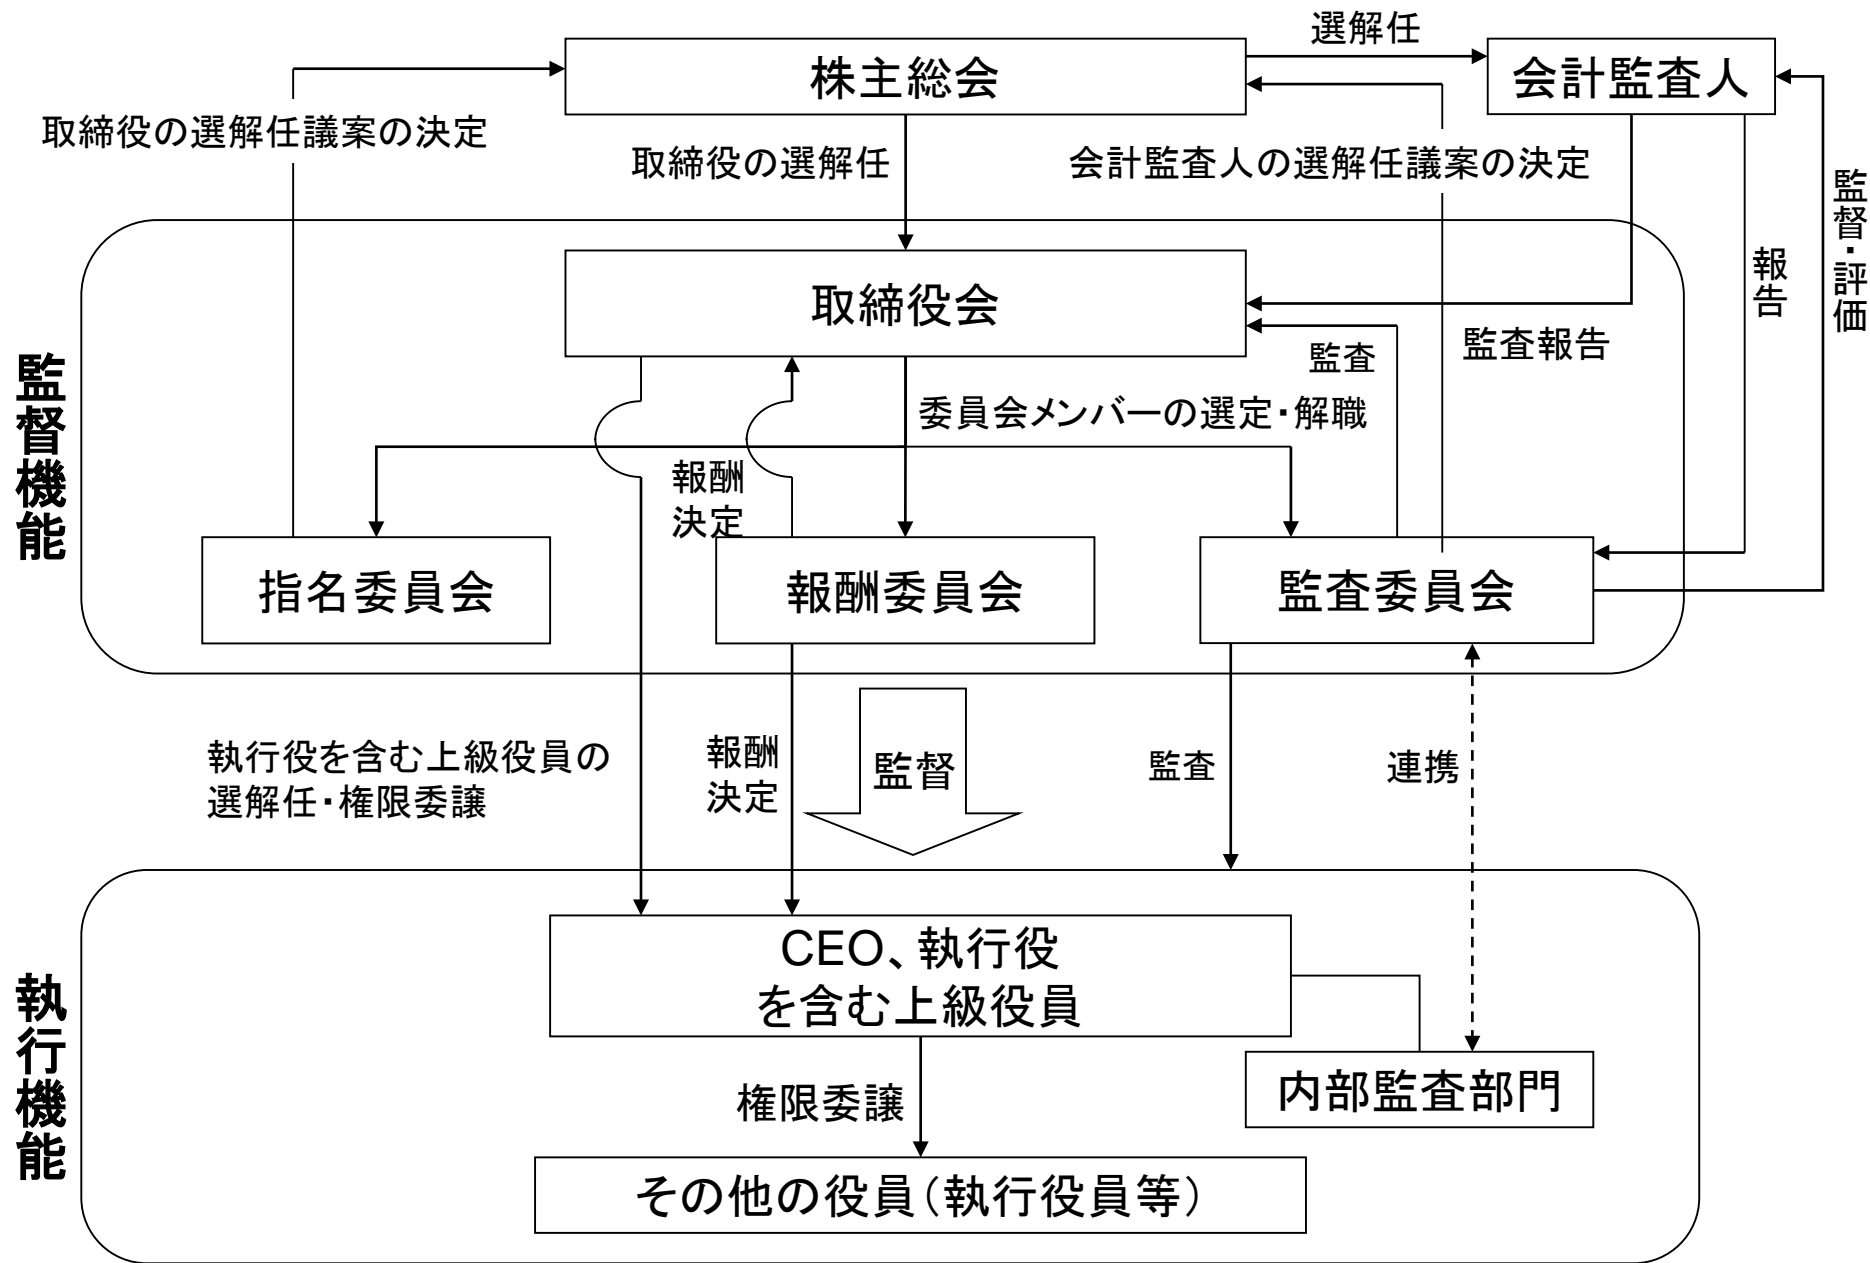 選解任
株主総会
会計監査人
取締役の選解任議案の決定
取締役の選解任
会計監査人の選解任議案の決定
監督・評価
報告
取締役会
監査報告
監査
委員会メンバーの選定・解職
監督機能
報酬
決定
指名委員会
報酬委員会
監査委員会
執行役を含む上級役員の
選解任・権限委譲
報酬
決定
監督
監査
連携
執行機能
CEO、執行役
を含む上級役員
内部監査部門
権限委譲
その他の役員（執行役員等）